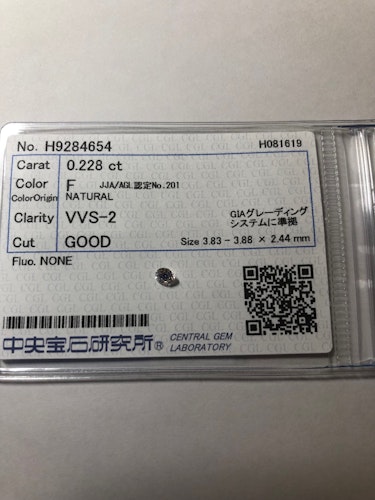 No. H9284654 H081619
Carat 0.228 ct
Color F JJA/AGL認定No.201
ColorOrigin NATURAL
Clarity VVS-2 GIAグレーディング
システムに準拠
Cut GOOD Size 3.83 - 3.88 × 2.44 mm
Fluo. NONE
中央宝石研究所® CENTRAL GEM
LABORATORY